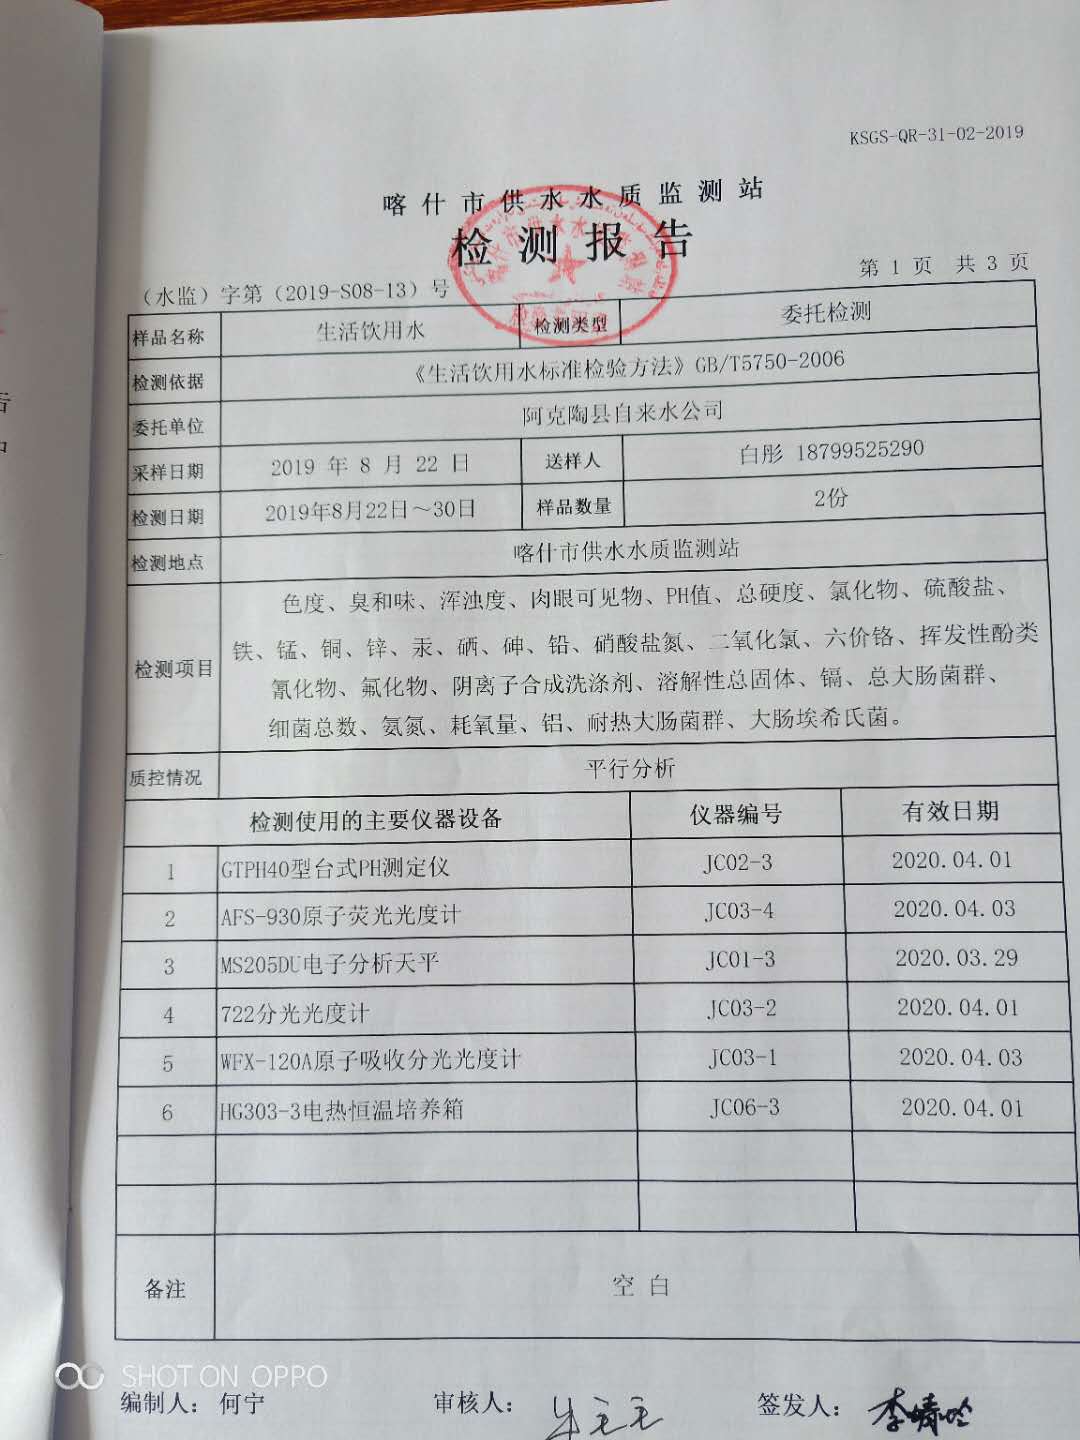 KSGS-QR-31-02-2019
喀什市供水水质监测站
检测报告
(水监)字第(2019-S08-13)号
第 1 页 共 3 页
样品名称 生活饮用水 检测类型 委托检测
检测依据 《生活饮用水标准检验方法》GB/T5750-2006
委托单位 阿克陶县自来水公司
采样日期 2019 年 8 月 22 日 送样人 白彤 18799525290
检测日期 2019年8月22日～30日 样品数量 2份
检测地点 喀什市供水水质监测站
检测项目 色度、臭和味、浑浊度、肉眼可见物、PH值、总硬度、氯化物、硫酸盐、
铁、锰、铜、锌、汞、硒、砷、铅、硝酸盐氮、二氧化氯、六价铬、挥发性酚类
氰化物、氟化物、阴离子合成洗涤剂、溶解性总固体、镉、总大肠菌群、
细菌总数、氨氮、耗氧量、铝、耐热大肠菌群、大肠埃希氏菌。
质控情况 平行分析
检测使用的主要仪器设备 仪器编号 有效日期
1 GTPH40型台式PH测定仪 JC02-3 2020.04.01
2 AFS-930原子荧光光度计 JC03-4 2020.04.03
3 MS205DU电子分析天平 JC01-3 2020.03.29
4 722分光光度计 JC03-2 2020.04.01
5 WFX-120A原子吸收分光光度计 JC03-1 2020.04.03
6 HG303-3电热恒温培养箱 JC06-3 2020.04.01
备注 空 白
SHOT ON OPPO
编制人: 何宁 审核人: 签发人: